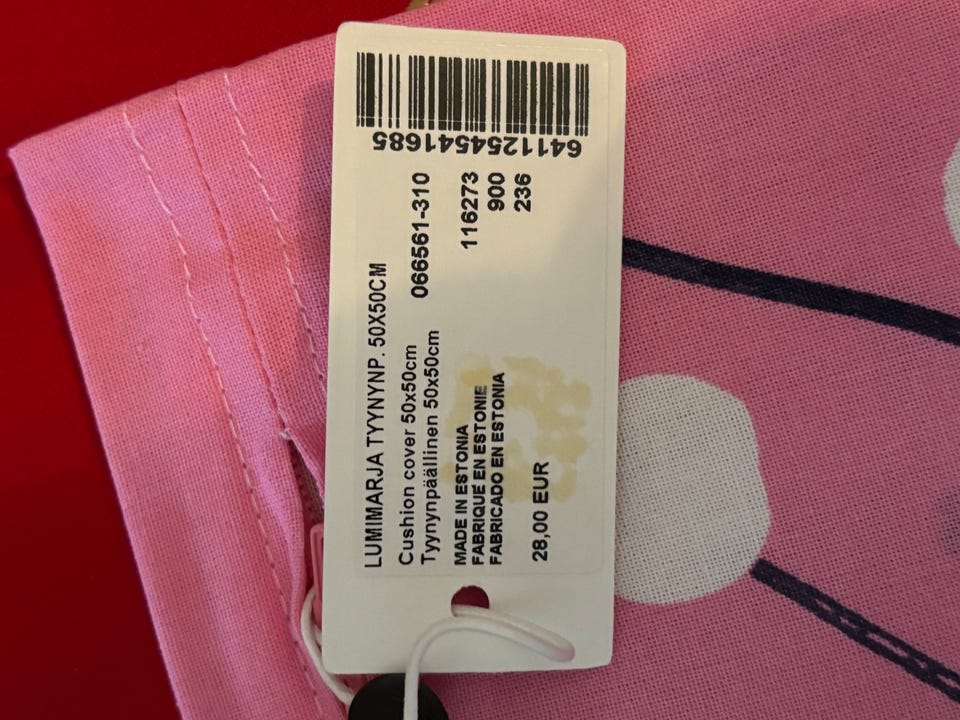 LUMIMARJA TYYNYNP. 50X50CM
Cushion cover 50x50cm
066561-310
Tyynynpäällinen 50x50cm
MADE IN ESTONIA
116273
FABRIQUÉ EN ESTONIE
900
FABRICADO EN ESTONIA
236
28,00 EUR
6411254541685